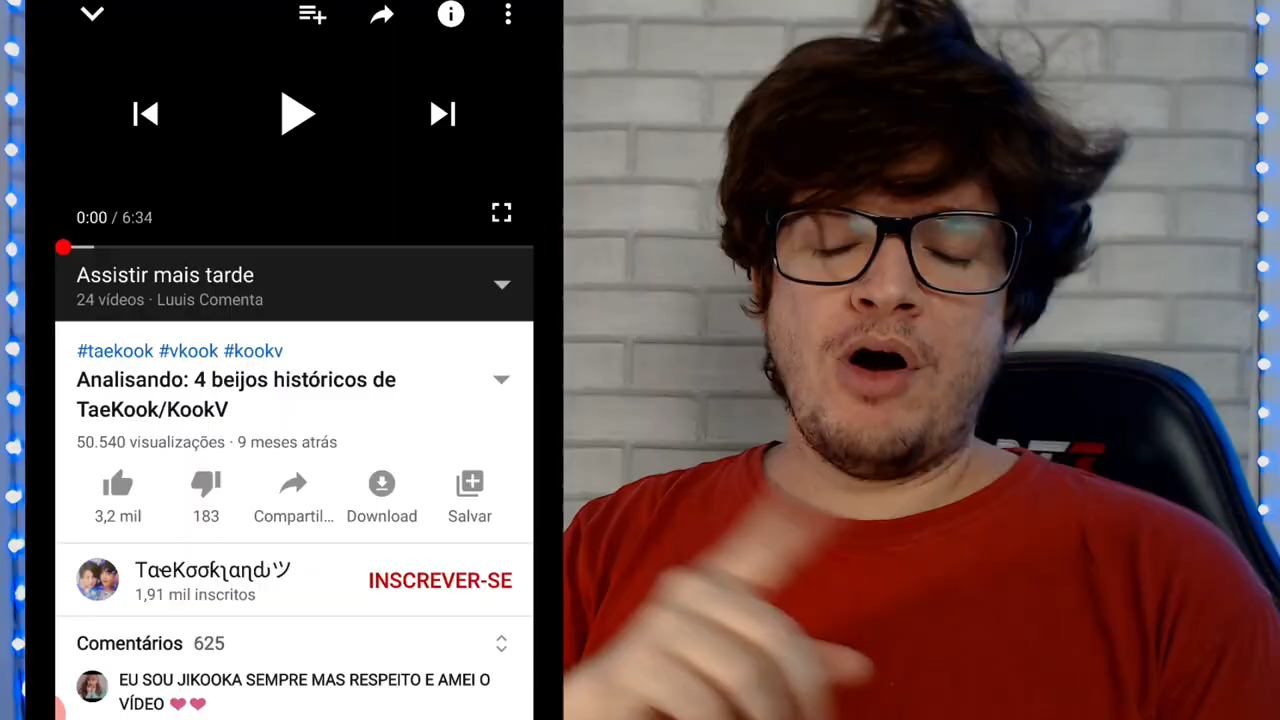 0:00 / 6:34
Assistir mais tarde
24 vídeos · Luuis Comenta
#taekook #vkook #kookv
Analisando: 4 beijos históricos de
TaeKook/KookV
50.540 visualizações · 9 meses atrás
3,2 mil
183
Compartil...
Download
Salvar
TαeKσσƙʅαɳԃツ
1,91 mil inscritos
INSCREVER-SE
Comentários 625
EU SOU JIKOOKA SEMPRE MAS RESPEITO E AMEI O
VÍDEO ❤❤